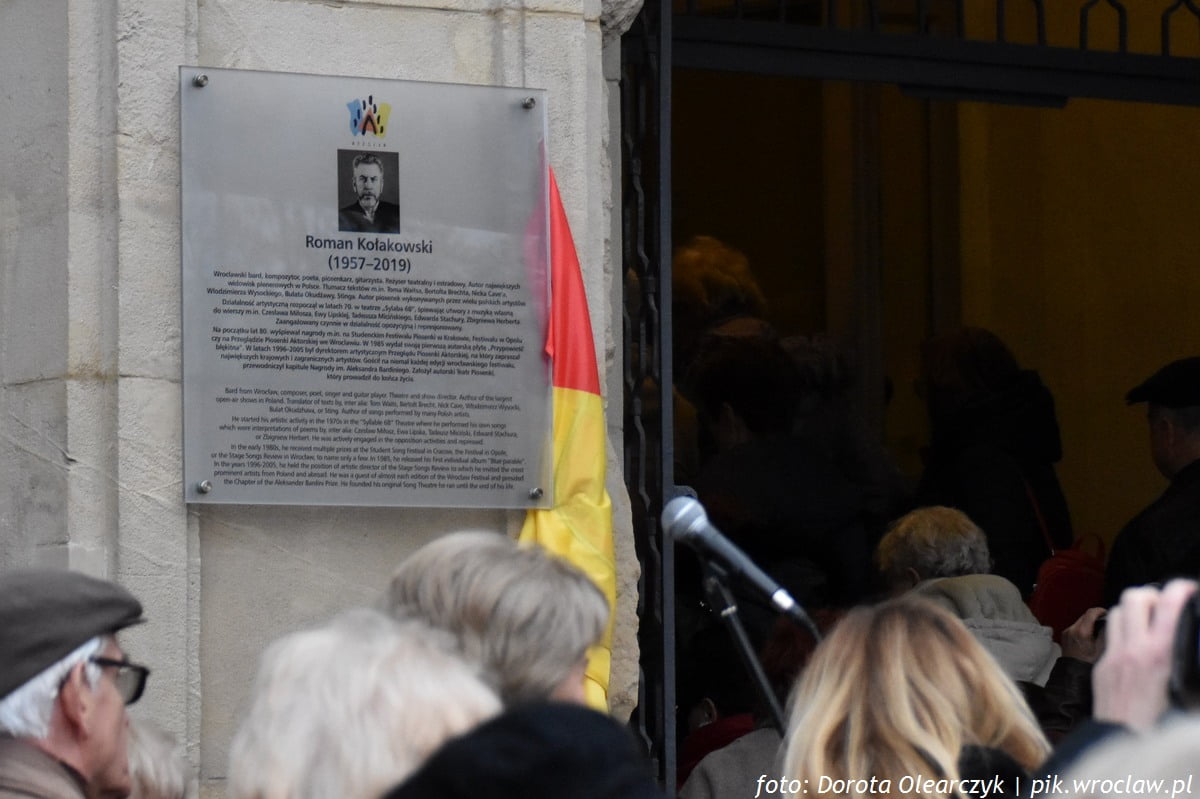 WROCŁAW
Roman Kołakowski
(1957–2019)
Wrocławski bard, kompozytor, poeta, piosenkarz, gitarzysta. Reżyser teatralny i estradowy, Autor największych
widowisk plenerowych w Polsce. Tłumacz tekstów m.in. Toma Waitsa, Bertolta Brechta, Nicka Cave'a,
Włodzimierza Wysockiego, Bułata Okudżawy, Stinga. Autor piosenek wykonywanych przez wielu polskich artystów.
Działalność artystyczną rozpoczął w latach 70. w teatrze „Sylaba 68", śpiewając utwory z muzyką własną
do wierszy m.in. Czesława Miłosza, Ewy Lipskiej, Tadeusza Micińskiego, Edwarda Stachury, Zbigniewa Herberta.
Zaangażowany czynnie w działalność opozycyjną i represjonowany.
Na początku lat 80. wyśpiewał nagrody m.in. na Studenckim Festiwalu Piosenki w Krakowie, Festiwalu w Opolu
czy na Przeglądzie Piosenki Aktorskiej we Wrocławiu. W 1985 wydał swoją pierwszą autorską płytę „Przypowieść
błękitna". W latach 1996–2005 był dyrektorem artystycznym Przeglądu Piosenki Aktorskiej, na który zapraszał
największych krajowych i zagranicznych artystów. Gościł na niemal każdej edycji wrocławskiego festiwalu,
przewodniczył kapitule Nagrody im. Aleksandra Bardiniego. Założył autorski Teatr Piosenki,
który prowadził do końca życia.
Bard from Wrocław, composer, poet, singer and guitar player. Theatre and show director. Author of the largest
open-air shows in Poland. Translator of texts by, inter alia: Tom Waits, Bertolt Brecht, Nick Cave, Włodzimierz Wysocki,
Bulat Okudzhava, or Sting. Author of songs performed by many Polish artists.
He started his artistic activity in the 1970s in the "Syllable 68" Theatre where he performed his own songs
which were interpretations of poems by, inter alia: Czesław Miłosz, Ewa Lipska, Tadeusz Miciński, Edward Stachura,
or Zbigniew Herbert. He was actively engaged in the opposition activities and repressed.
In the early 1980s, he received multiple prizes at the Student Song Festival in Cracow, the Festival in Opole,
or the Stage Songs Review in Wrocław, to name only a few. In 1985, he released his first individual album "Blue parable".
In the years 1996-2005, he held the position of artistic director of the Stage Songs Review to which he invited the most
prominent artists from Poland and abroad. He was a guest of almost each edition of the Wrocław Festival and presided
the Chapter of the Aleksander Bardini Prize. He founded his original Song Theatre he ran until the end of his life.
foto: Dorota Olearczyk | pik.wroclaw.pl